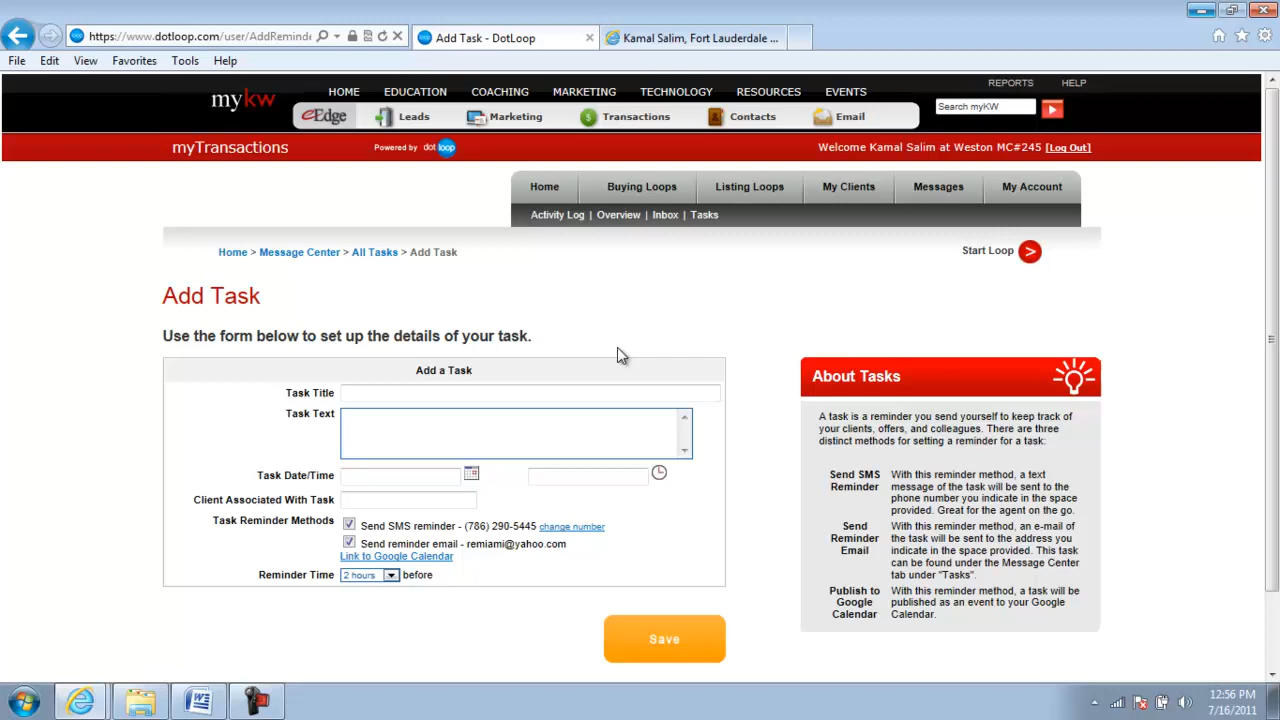 https://www.dotloop.com/user/AddReminde
Add Task - DotLoop
Kamal Salim, Fort Lauderdale ...
File Edit View Favorites Tools Help
REPORTS HELP
mykw
HOME EDUCATION COACHING MARKETING TECHNOLOGY RESOURCES EVENTS
Search myKW
eEdge Leads Marketing Transactions Contacts Email
myTransactions
Powered by dot loop
Welcome Kamal Salim at Weston MC#245 [Log Out]
Home Buying Loops Listing Loops My Clients Messages My Account
Activity Log | Overview | Inbox | Tasks
Home > Message Center > All Tasks > Add Task
Start Loop >
Add Task
Use the form below to set up the details of your task.
Add a Task
Task Title
Task Text
Task Date/Time
Client Associated With Task
Task Reminder Methods
Send SMS reminder - (786) 290-5445 change number
Send reminder email - remiami@yahoo.com
Link to Google Calendar
Reminder Time 2 hours before
Save
About Tasks
A task is a reminder you send yourself to keep track of
your clients, offers, and colleagues. There are three
distinct methods for setting a reminder for a task:
Send SMS
Reminder
With this reminder method, a text
message of the task will be sent to the
phone number you indicate in the space
provided. Great for the agent on the go.
Send
Reminder
Email
With this reminder method, an e-mail of
the task will be sent to the address you
indicate in the space provided. This task
can be found under the Message Center
tab under "Tasks".
Publish to
Google
Calendar
With this reminder method, a task will be
published as an event to your Google
Calendar.
12:56 PM
7/16/2011